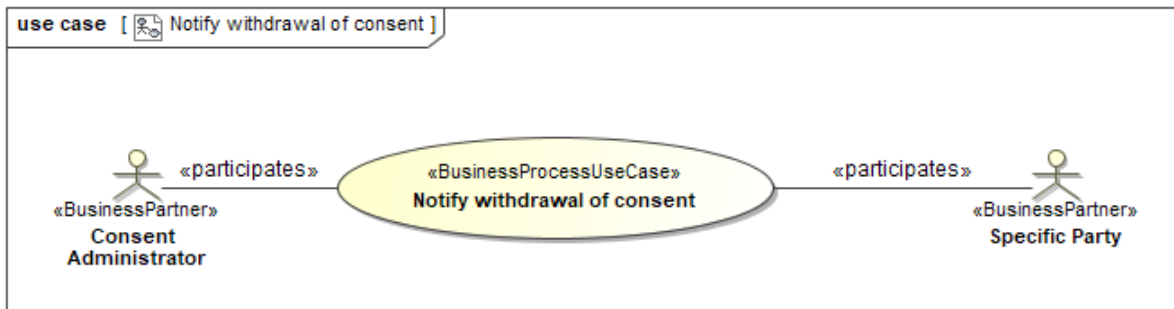 use case [ Notify withdrawal of consent ]
«participates»
«BusinessProcessUseCase»
«participates»
Notify withdrawal of consent
«BusinessPartner»
«BusinessPartner»
Consent
Administrator
Specific Party